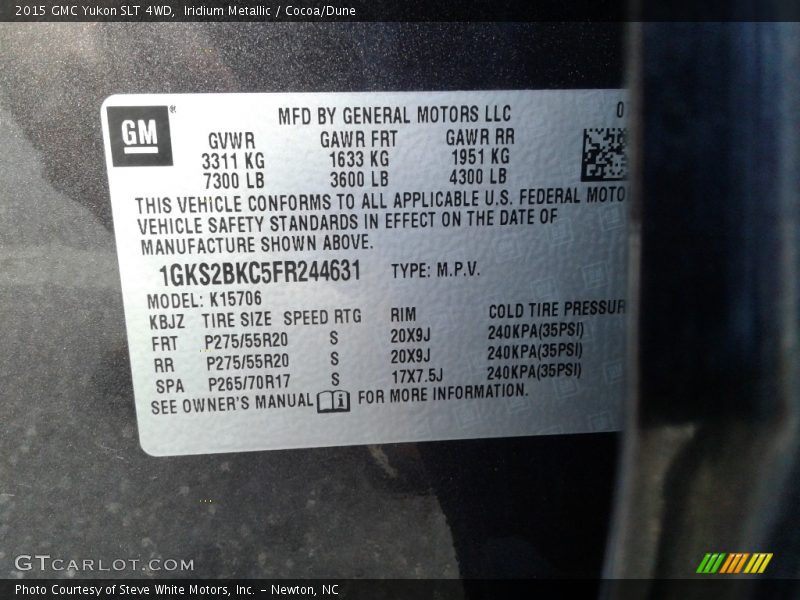 2015 GMC Yukon SLT 4WD, Iridium Metallic / Cocoa/Dune
GM ®
MFD BY GENERAL MOTORS LLC 0
GVWR GAWR FRT GAWR RR
3311 KG 1633 KG 1951 KG
7300 LB 3600 LB 4300 LB
THIS VEHICLE CONFORMS TO ALL APPLICABLE U.S. FEDERAL MOTO
VEHICLE SAFETY STANDARDS IN EFFECT ON THE DATE OF
MANUFACTURE SHOWN ABOVE.
1GKS2BKC5FR244631 TYPE: M.P.V.
MODEL: K15706
KBJZ TIRE SIZE SPEED RTG RIM COLD TIRE PRESSUR
FRT P275/55R20 S 20X9J 240KPA(35PSI)
RR P275/55R20 S 20X9J 240KPA(35PSI)
SPA P265/70R17 S 17X7.5J 240KPA(35PSI)
SEE OWNER'S MANUAL i FOR MORE INFORMATION.
GTCARLOT.COM
Photo Courtesy of Steve White Motors, Inc. – Newton, NC